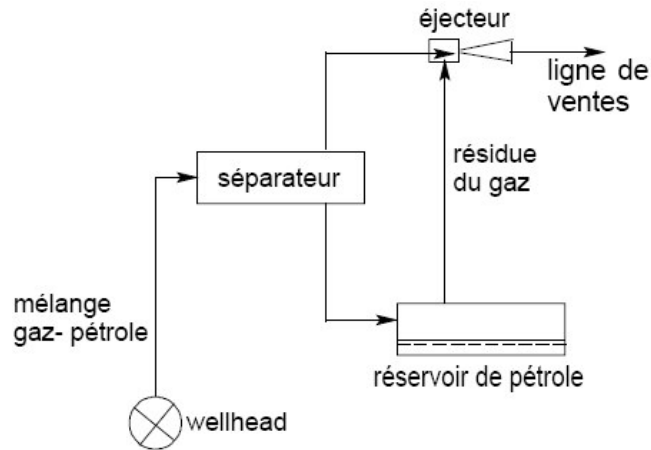 éjecteur
ligne de
ventes
résidue
du gaz
séparateur
mélange
gaz- pétrole
réservoir de pétrole
wellhead